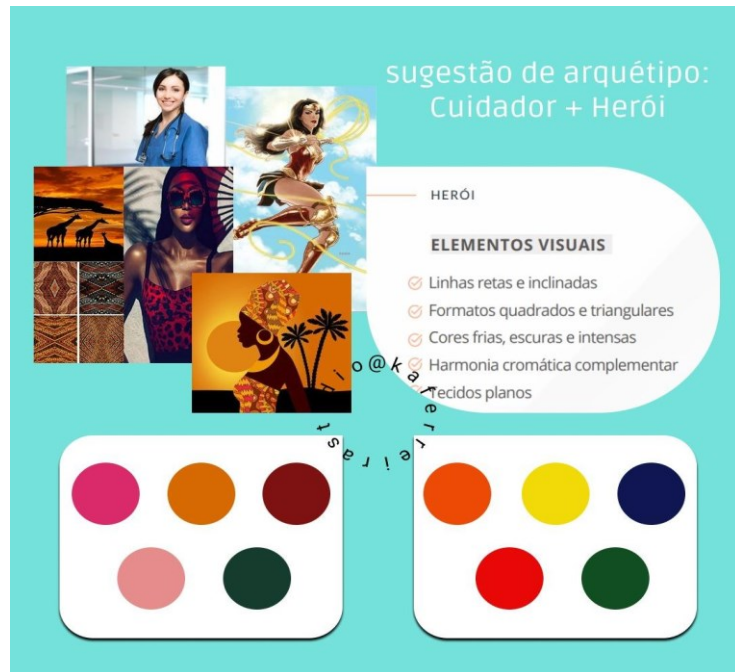 sugestão de arquétipo:
Cuidador + Herói
HERÓI
ELEMENTOS VISUAIS
Linhas retas e inclinadas
Formatos quadrados e triangulares
Cores frias, escuras e intensas
Harmonia cromática complementar
Tecidos planos
@kaferreirastdio